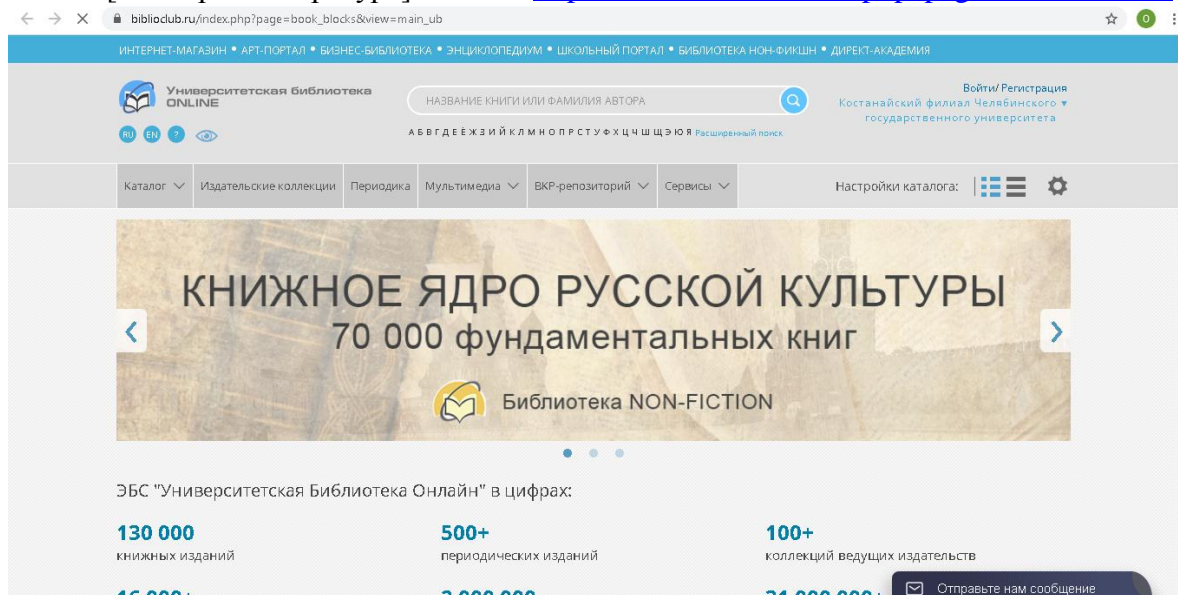 biblioclub.ru/index.php?page=book_blocks&view=main_ub
ИНТЕРНЕТ-МАГАЗИН • АРТ-ПОРТАЛ • БИЗНЕС-БИБЛИОТЕКА • ЭНЦИКЛОПЕДИУМ • ШКОЛЬНЫЙ ПОРТАЛ • БИБЛИОТЕКА НОН-ФИКШН • ДИРЕКТ-АКАДЕМИЯ
Университетская библиотека
ONLINE
НАЗВАНИЕ КНИГИ ИЛИ ФАМИЛИЯ АВТОРА
Войти/Регистрация
Костанайский филиал Челябинского
государственного университета
RU EN ?
А Б В Г Д Е Ё Ж З И Й К Л М Н О П Р С Т У Ф Х Ц Ч Ш Щ Э Ю Я Расширенный поиск
Каталог Издательские коллекции Периодика Мультимедиа ВКР-репозиторий Сервисы Настройки каталога:
КНИЖНОЕ ЯДРО РУССКОЙ КУЛЬТУРЫ
70 000 фундаментальных книг
Библиотека NON-FICTION
ЭБС "Университетская Библиотека Онлайн" в цифрах:
130 000 500+ 100+
книжных изданий периодических изданий коллекций ведущих издательств
Отправьте нам сообщение